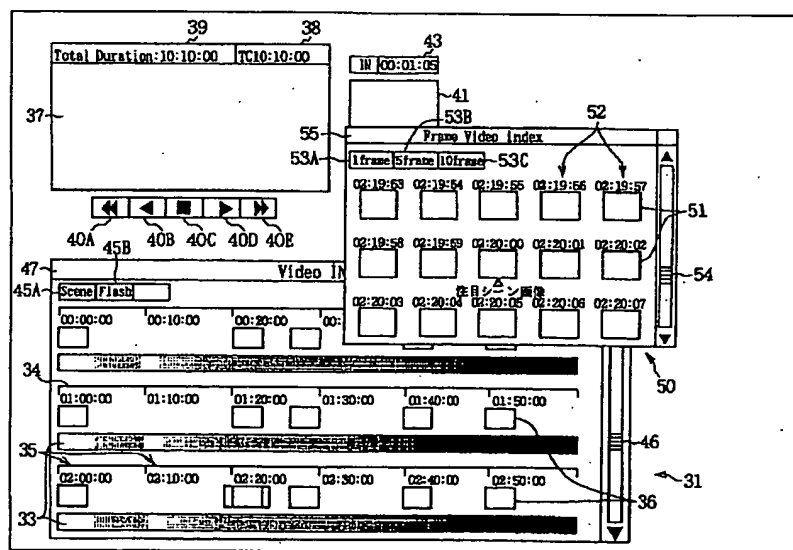 39
38
Total Duration:10:10:00
TC10:10:00
43
IN
00:01:05
37
41
53B
52
55
Frame Video Index
53A
1frame
5frame
10frame
53C
02:19:53
02:19:54
02:19:55
02:19:56
02:19:57
51
40A
40B
40C
40D
40E
02:19:58
02:19:59
02:20:00
02:20:01
02:20:02
54
45B
47
Video IN
注目シーン画像
45A
Scene
Flash
02:20:03
02:20:04
02:20:05
02:20:06
02:20:07
00:00:00
00:10:00
00:20:00
00:
50
34
01:00:00
01:10:00
01:20:00
01:30:00
01:40:00
01:50:00
46
35
31
02:00:00
02:10:00
02:20:00
02:30:00
02:40:00
02:50:00
36
33